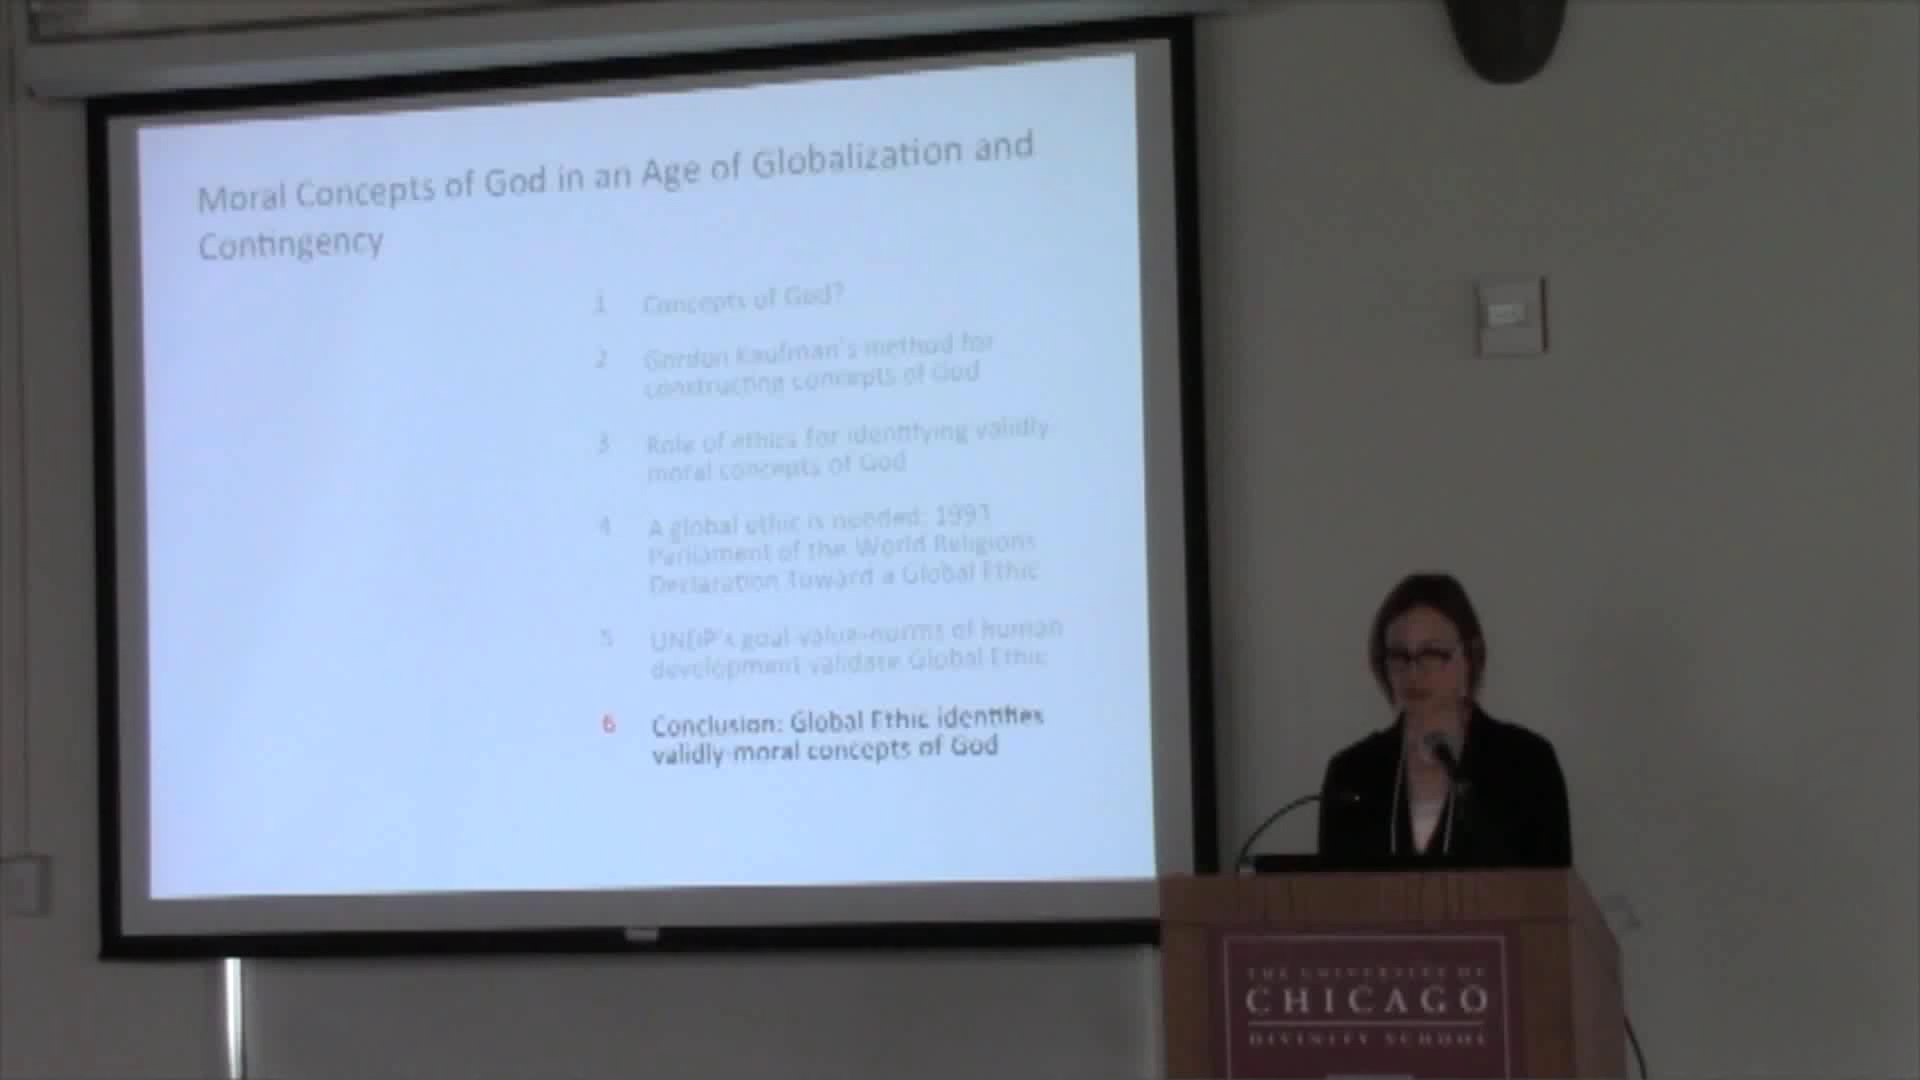 Moral Concepts of God in an Age of Globalization and
Contingency
1 Concepts of God?
2 Gordon Kaufman's method for
constructing concepts of God
3 Role of ethics for identifying validly
moral concepts of God
4 A global ethic is needed: 1993
Parliament of the World Religions
Declaration Toward a Global Ethic
5 UNDP's goal value-norms of human
development validate Global Ethic
6 Conclusion: Global Ethic identifies
validly moral concepts of God
THE UNIVERSITY OF
CHICAGO
DIVINITY SCHOOL